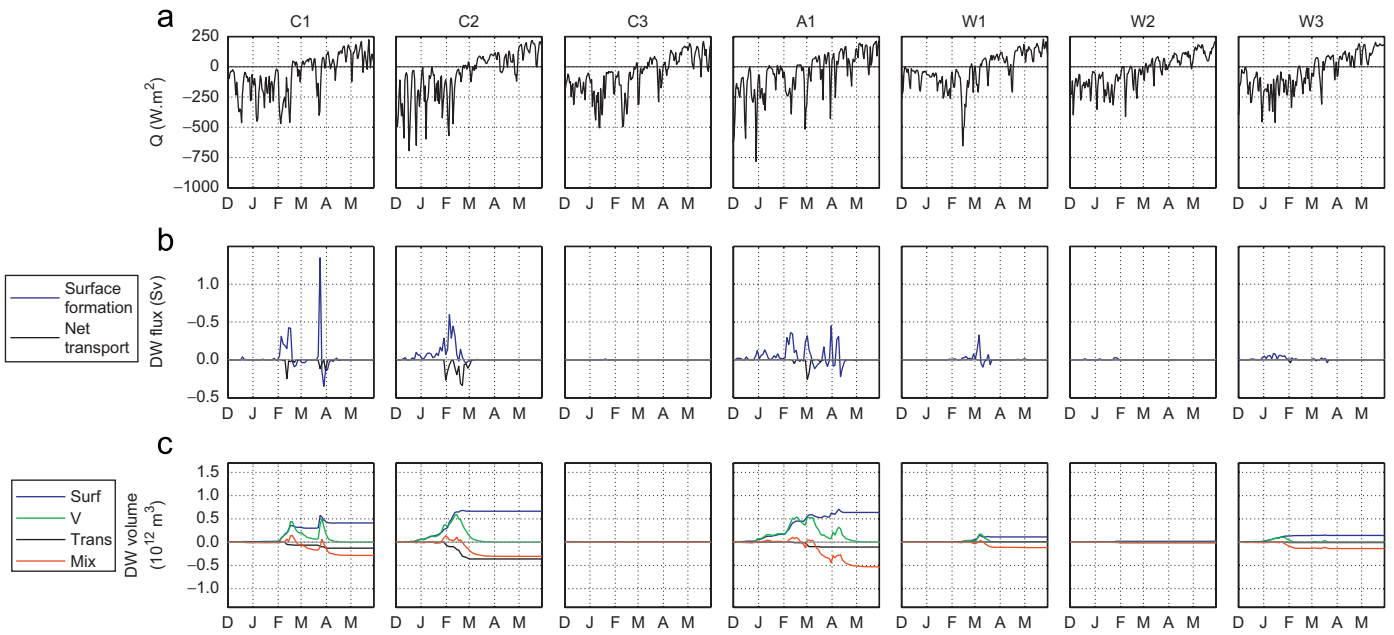 a
C1 C2 C3 A1 W1 W2 W3
Q (W.m²)
250
0
−250
−500
−750
−1000
D J F M A M D J F M A M D J F M A M D J F M A M D J F M A M D J F M A M D J F M A M
b
Surface
formation
Net
transport
DW flux (Sv)
1.0
−0.5
0.0
−0.5
D J F M A M D J F M A M D J F M A M D J F M A M D J F M A M D J F M A M D J F M A M
c
Surf
V
Trans
Mix
DW volume
(10¹² m³)
1.5
1.0
0.5
0.0
−0.5
−1.0
D J F M A M D J F M A M D J F M A M D J F M A M D J F M A M D J F M A M D J F M A M